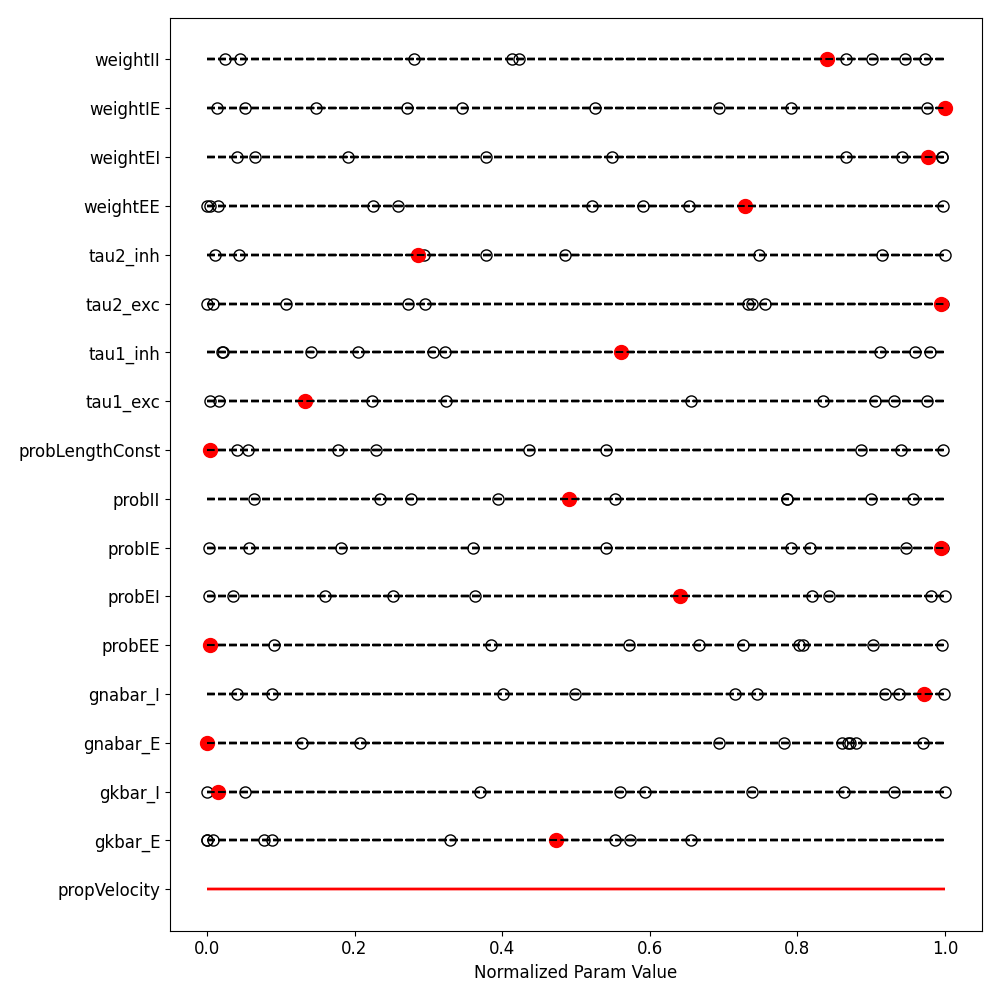 weightII
weightIE
weightEI
weightEE
tau2_inh
tau2_exc
tau1_inh
tau1_exc
probLengthConst
probII
probIE
probEI
probEE
gnabar_I
gnabar_E
gkbar_I
gkbar_E
propVelocity
0.0 0.2 0.4 0.6 0.8 1.0
Normalized Param Value